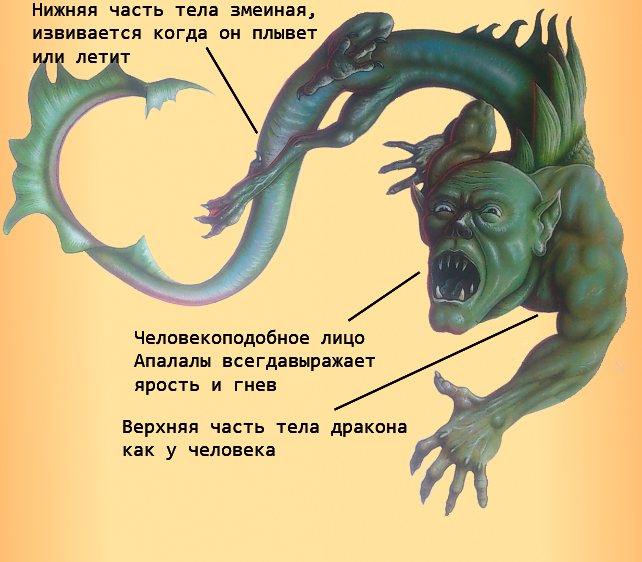 Нижняя часть тела змеиная,
извивается когда он плывет
или летит
Человекоподобное лицо
Апалалы всегдавыражает
ярость и гнев
Верхняя часть тела дракона
как у человека